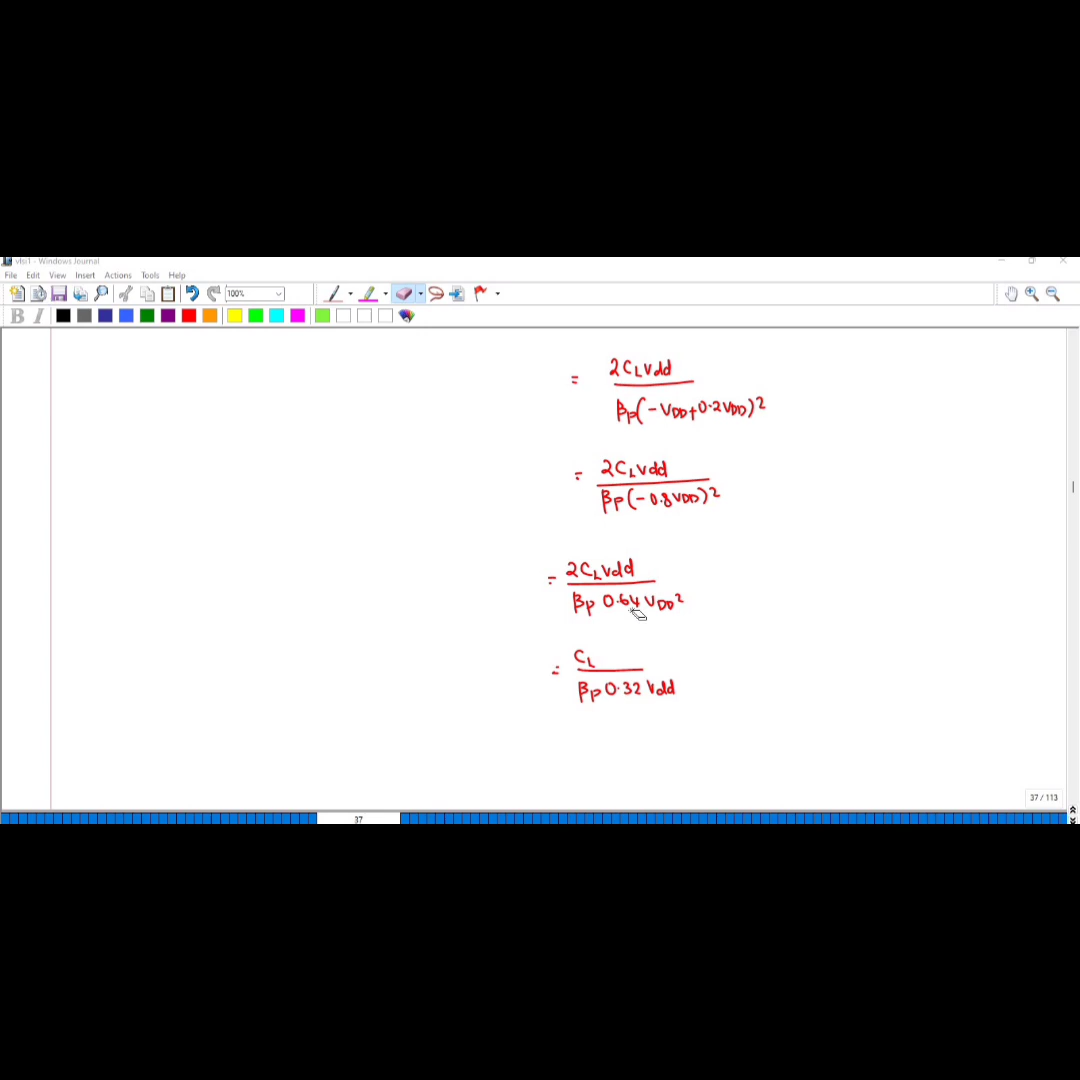 vlsi1 - Windows Journal
File Edit View Insert Actions Tools Help
100%
B I
= 2CLVdd
βp(-VDD+0.2VDD)2
= 2CLVdd
βp(-0.8VDD)2
= 2CLVdd
βp 0.64 VDD2
= CL
βp 0.32 Vdd
37 / 113
37